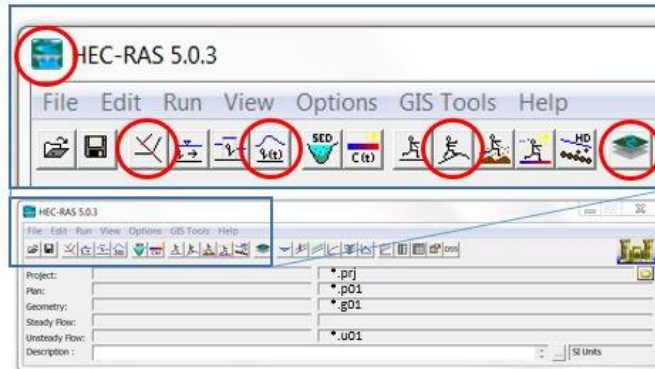 HEC-RAS 5.0.3
File Edit Run View Options GIS Tools Help
SED C(t) HD
HEC-RAS 5.0.3
File Edit Run View Options GIS Tools Help
DSS
Project: *.prj
Plan: *.p01
Geometry: *.g01
Steady Flow:
Unsteady Flow: *.u01
Description : ... SI Units